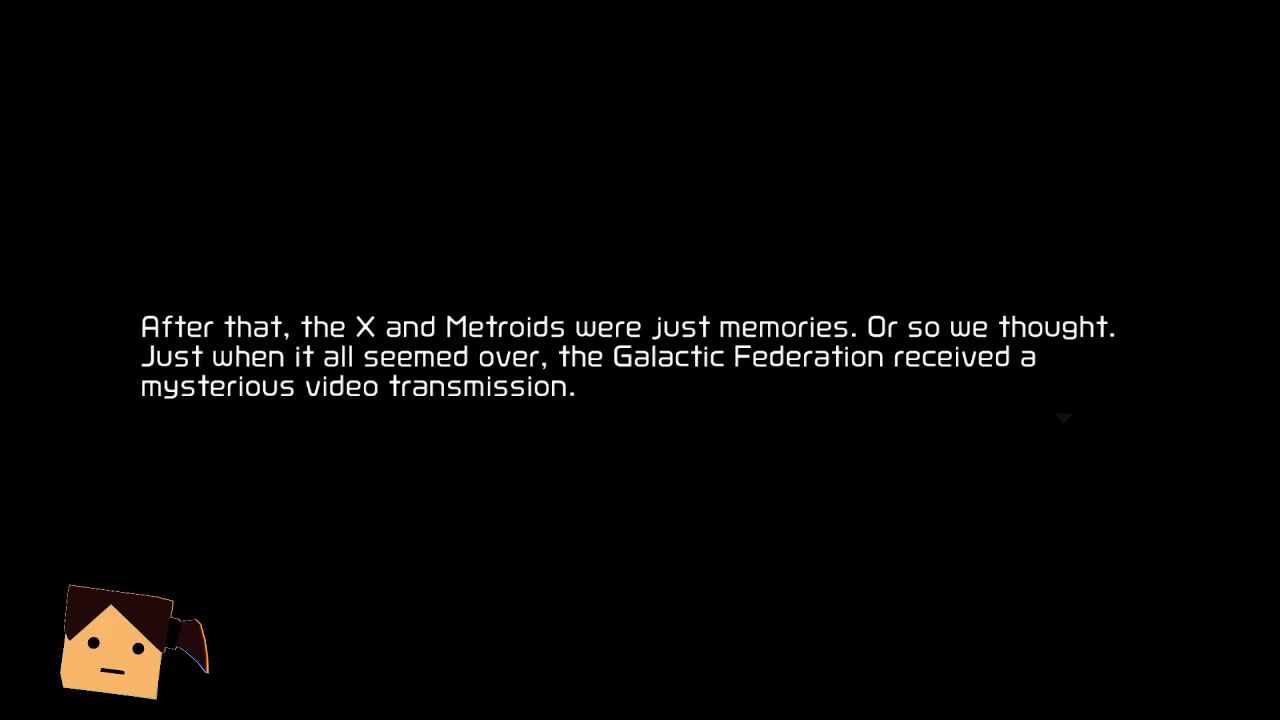 After that, the X and Metroids were just memories. Or so we thought.
Just when it all seemed over, the Galactic Federation received a
mysterious video transmission.